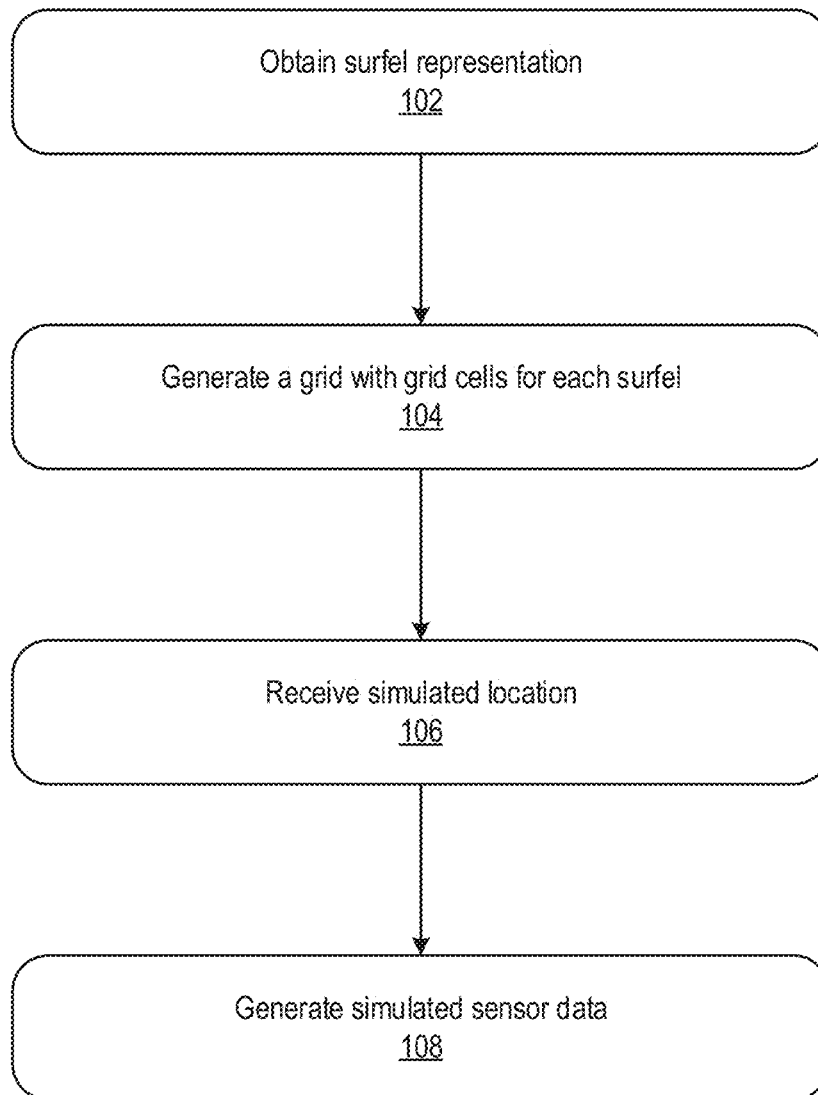 Obtain surfel representation
102
Generate a grid with grid cells for each surfel
104
Receive simulated location
106
Generate simulated sensor data
108